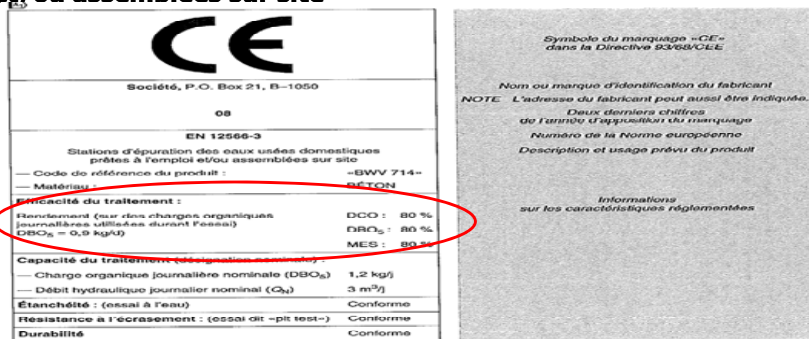 ou assemblées sur site
CE
Société, P.O. Box 21, B–1050
08
EN 12566-3
Stations d'épuration des eaux usées domestiques
prêtes à l'emploi et/ou assemblées sur site
— Code de référence du produit : «BWV 714»
— Matériau : BÉTON
Efficacité du traitement :
Rendement (sur des charges organiques
journalières utilisées durant l'essai)
DBO5 = 0,9 kg/d)
DCO : 80 %
DBO5 : 80 %
MES : 80 %
Capacité du traitement (désignation nominale) :
— Charge organique journalière nominale (DBO5) 1,2 kg/j
— Débit hydraulique journalier nominal (QN) 3 m³/j
Étanchéité : (essai à l'eau) Conforme
Résistance à l'écrasement : (essai dit «pit test») Conforme
Durabilité Conforme
Symbole du marquage «CE»
dans la Directive 93/68/CEE
Nom ou marque d'identification du fabricant
NOTE L'adresse du fabricant peut aussi être indiquée.
Deux derniers chiffres
de l'année d'apposition du marquage
Numéro de la Norme européenne
Description et usage prévu du produit
Informations
sur les caractéristiques réglementées